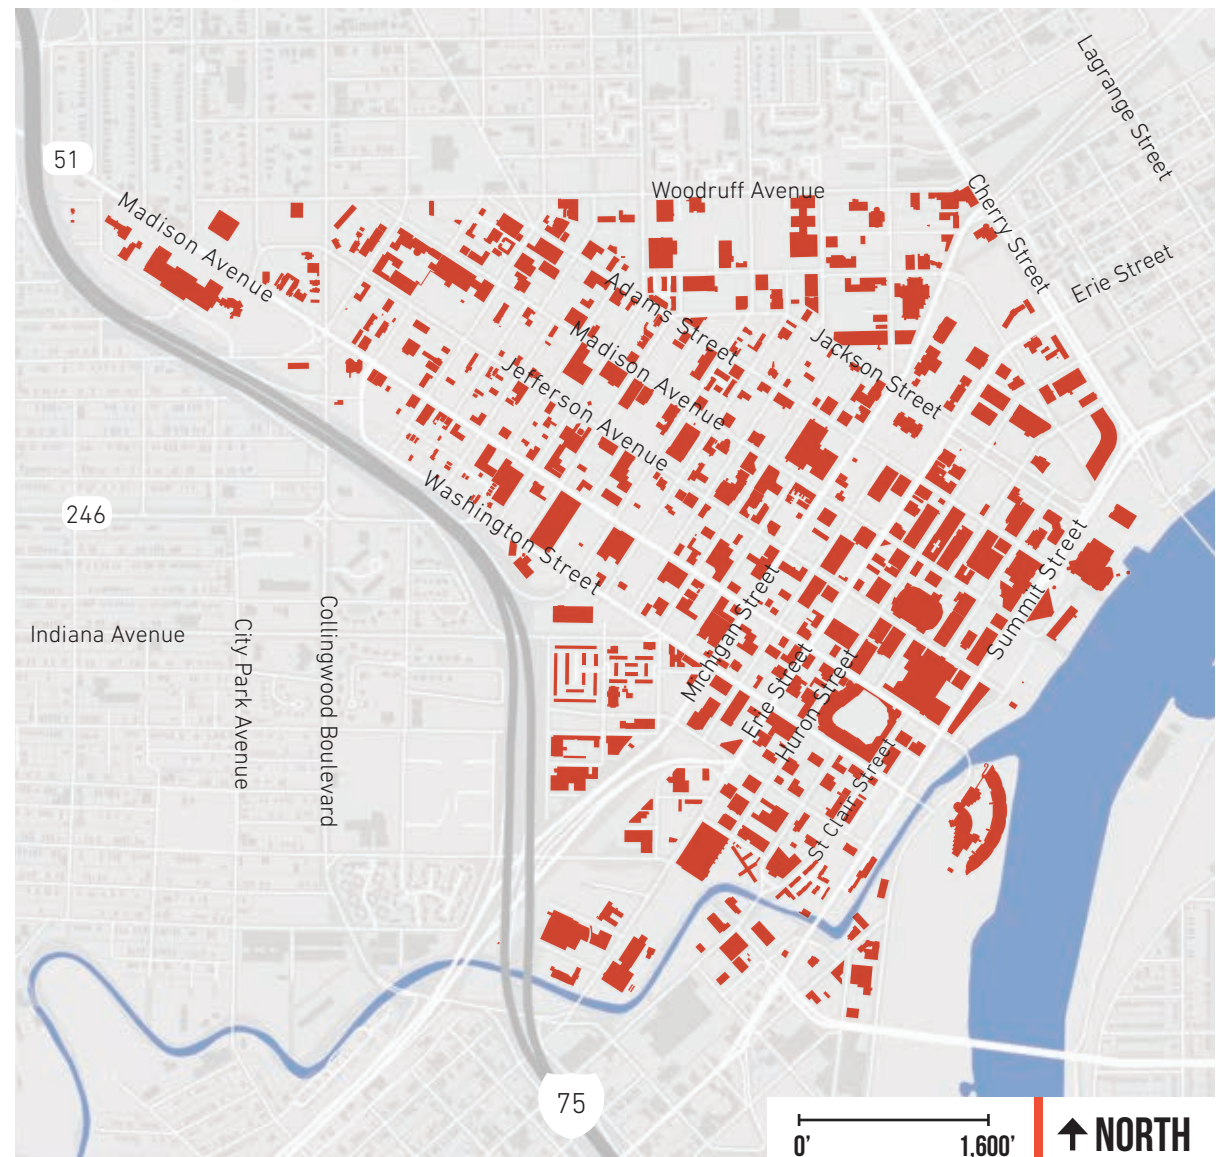 Lagrange Street
51
Woodruff Avenue
Cherry Street
Madison Avenue
Erie Street
Adams Street
Madison Avenue
Jackson Street
Jefferson Avenue
Washington Street
246
Summit Street
Michigan Street
Indiana Avenue
City Park Avenue
Collingwood Boulevard
Erie Street
Huron Street
St Clair Street
75
0' 1,600'
NORTH